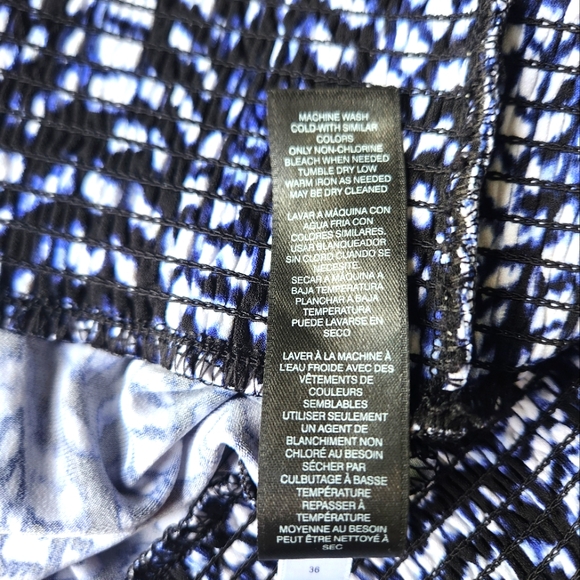 MACHINE WASH
COLD-WITH SIMILAR
COLORS
ONLY NON-CHLORINE
BLEACH WHEN NEEDED
TUMBLE DRY LOW
WARM IRON AS NEEDED
MAY BE DRY CLEANED
LAVAR A MÁQUINA CON
AGUA FRIA CON
COLORES SIMILARES.
USAR BLANQUEADOR
SIN CLORO CUANDO SE
NECESITE
SECAR A MÁQUINA A
BAJA TEMPERATURA
PLANCHAR A BAJA
TEMPERATURA
PUEDE LAVARSE EN
SECO
LAVER À LA MACHINE À
L'EAU FROIDE AVEC DES
VÊTEMENTS DE
COULEURS
SEMBLABLES
UTILISER SEULEMENT
UN AGENT DE
BLANCHIMENT NON
CHLORÉ AU BESOIN
SÉCHER PAR
CULBUTAGE À BASSE
TEMPÉRATURE
REPASSER À
TEMPÉRATURE
MOYENNE AU BESOIN
PEUT ÊTRE NETTOYÉ À
SEC
36